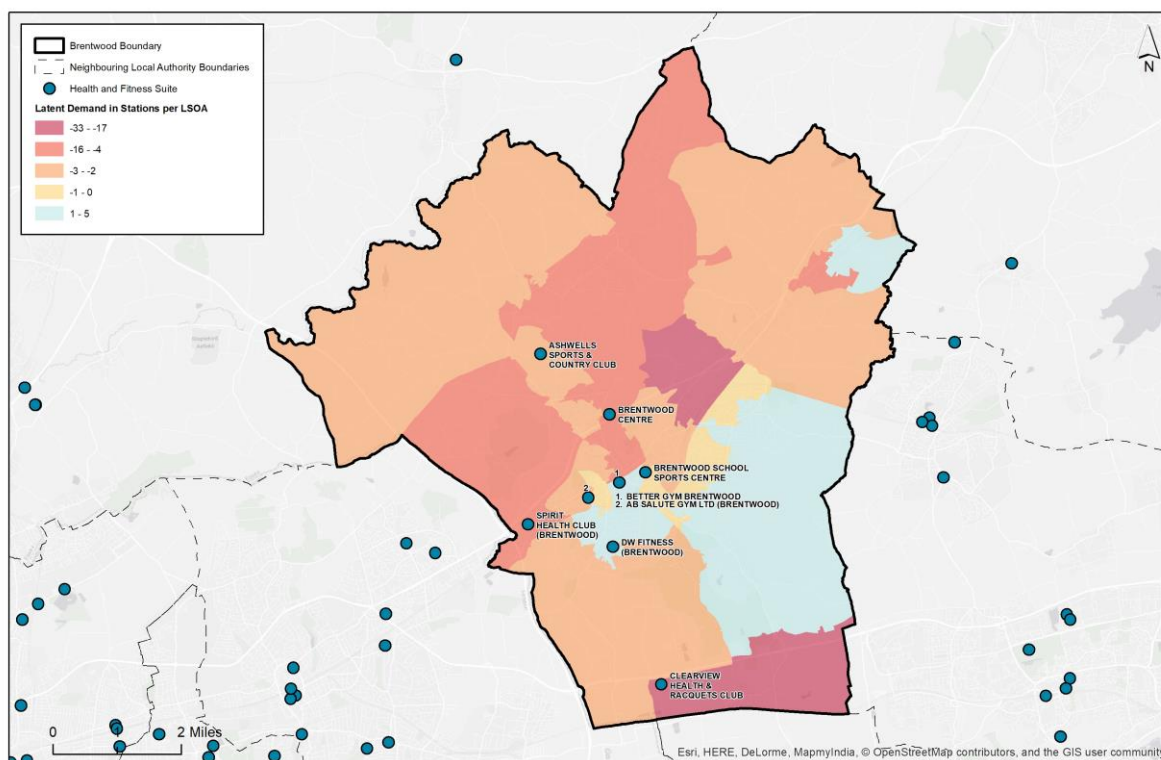 Brentwood Boundary
Neighbouring Local Authority Boundaries
Health and Fitness Suite
Latent Demand in Stations per LSOA
-33 - -17
-16 - -4
-3 - -2
-1 - 0
1 - 5
N
ASHWELLS
SPORTS &
COUNTRY CLUB
BRENTWOOD
CENTRE
BRENTWOOD SCHOOL
SPORTS CENTRE
1
2
1. BETTER GYM BRENTWOOD
2. AB SALUTE GYM LTD (BRENTWOOD)
SPIRIT
HEALTH CLUB
(BRENTWOOD)
DW FITNESS
(BRENTWOOD)
CLEARVIEW
HEALTH &
RACQUETS CLUB
0 1 2 Miles
Esri, HERE, DeLorme, MapmyIndia, © OpenStreetMap contributors, and the GIS user community